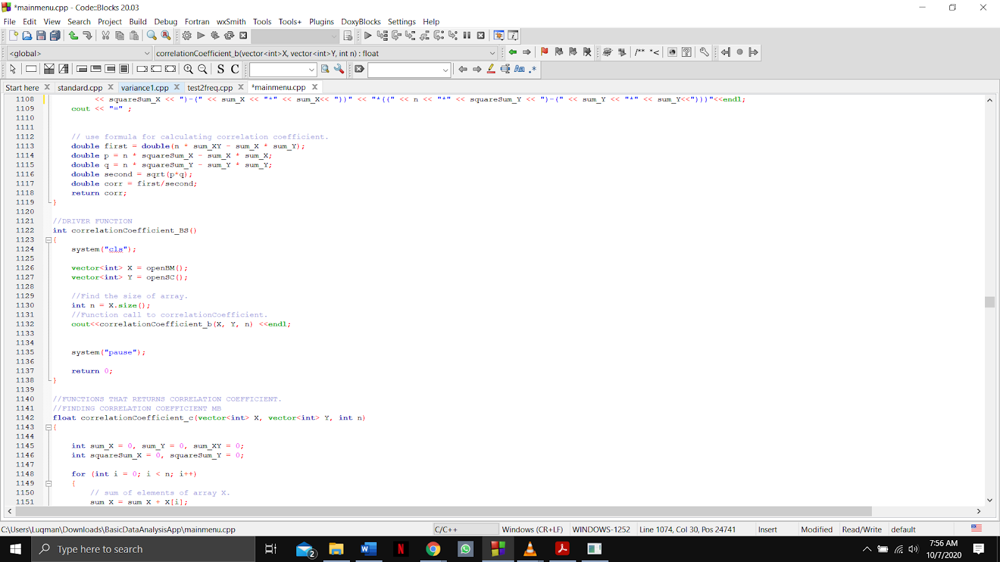 *mainmenu.cpp - Code::Blocks 20.03
File Edit View Search Project Build Debug Fortran wxSmith Tools Tools+ Plugins DoxyBlocks Settings Help
<global> correlationCoefficient_b(vector<int>X, vector<int>Y, int n) : float
/** *<
S C Aa .*
Start here X standard.cpp X variance1.cpp X test2freq.cpp X *mainmenu.cpp X
1108 << squareSum_X << ")-(" << sum_X << "*" << sum_X<< "))" << "*((" << n << "*" << squareSum_Y << ")-(" << sum_Y << "*" << sum_Y<<")))"<<endl;
1109 cout << "=" ;
1110
1111
1112 // use formula for calculating correlation coefficient.
1113 double first = double(n * sum_XY - sum_X * sum_Y);
1114 double p = n * squareSum_X - sum_X * sum_X;
1115 double q = n * squareSum_Y - sum_Y * sum_Y;
1116 double second = sqrt(p*q);
1117 double corr = first/second;
1118 return corr;
1119 }
1120
1121 //DRIVER FUNCTION
1122 int correlationCoefficient_BS()
1123 {
1124 system("cls");
1125
1126 vector<int> X = openBM();
1127 vector<int> Y = openSC();
1128
1129 //Find the size of array.
1130 int n = X.size();
1131 //Function call to correlationCoefficient.
1132 cout<<correlationCoefficient_b(X, Y, n) <<endl;
1133
1134
1135 system("pause");
1136
1137 return 0;
1138 }
1139
1140 //FUNCTIONS THAT RETURNS CORRELATION COEFFICIENT.
1141 //FINDING CORRELATION COEFFICIENT MB
1142 float correlationCoefficient_c(vector<int> X, vector<int> Y, int n)
1143 {
1144
1145 int sum_X = 0, sum_Y = 0, sum_XY = 0;
1146 int squareSum_X = 0, squareSum_Y = 0;
1147
1148 for (int i = 0; i < n; i++)
1149 {
1150 // sum of elements of array X.
1151 sum_X = sum_X + X[i];
C:\Users\Luqman\Downloads\BasicDataAnalysisApp\mainmenu.cpp C/C++ Windows (CR+LF) WINDOWS-1252 Line 1074, Col 30, Pos 24741 Insert Modified Read/Write default
Type here to search 2 7:56 AM
10/7/2020